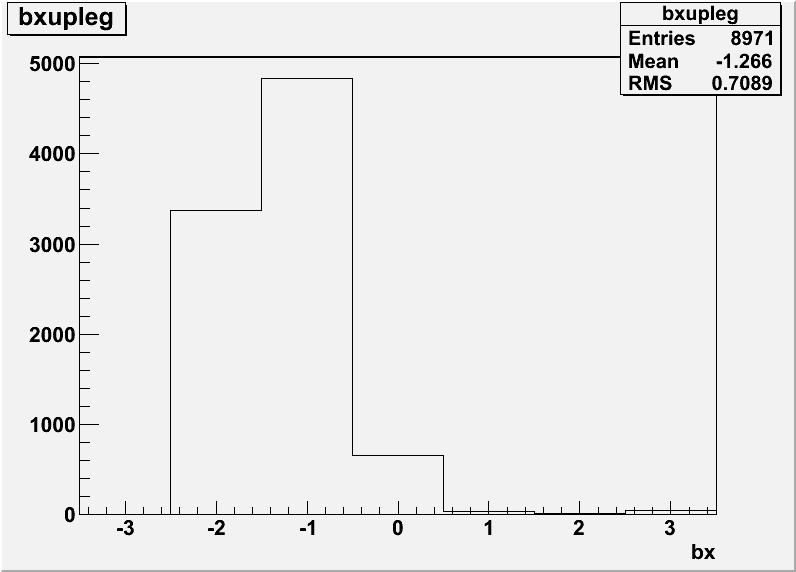 bxupleg
bxupleg
Entries 8971
Mean -1.266
RMS 0.7089
5000
4000
3000
2000
1000
0
-3 -2 -1 0 1 2 3
bx